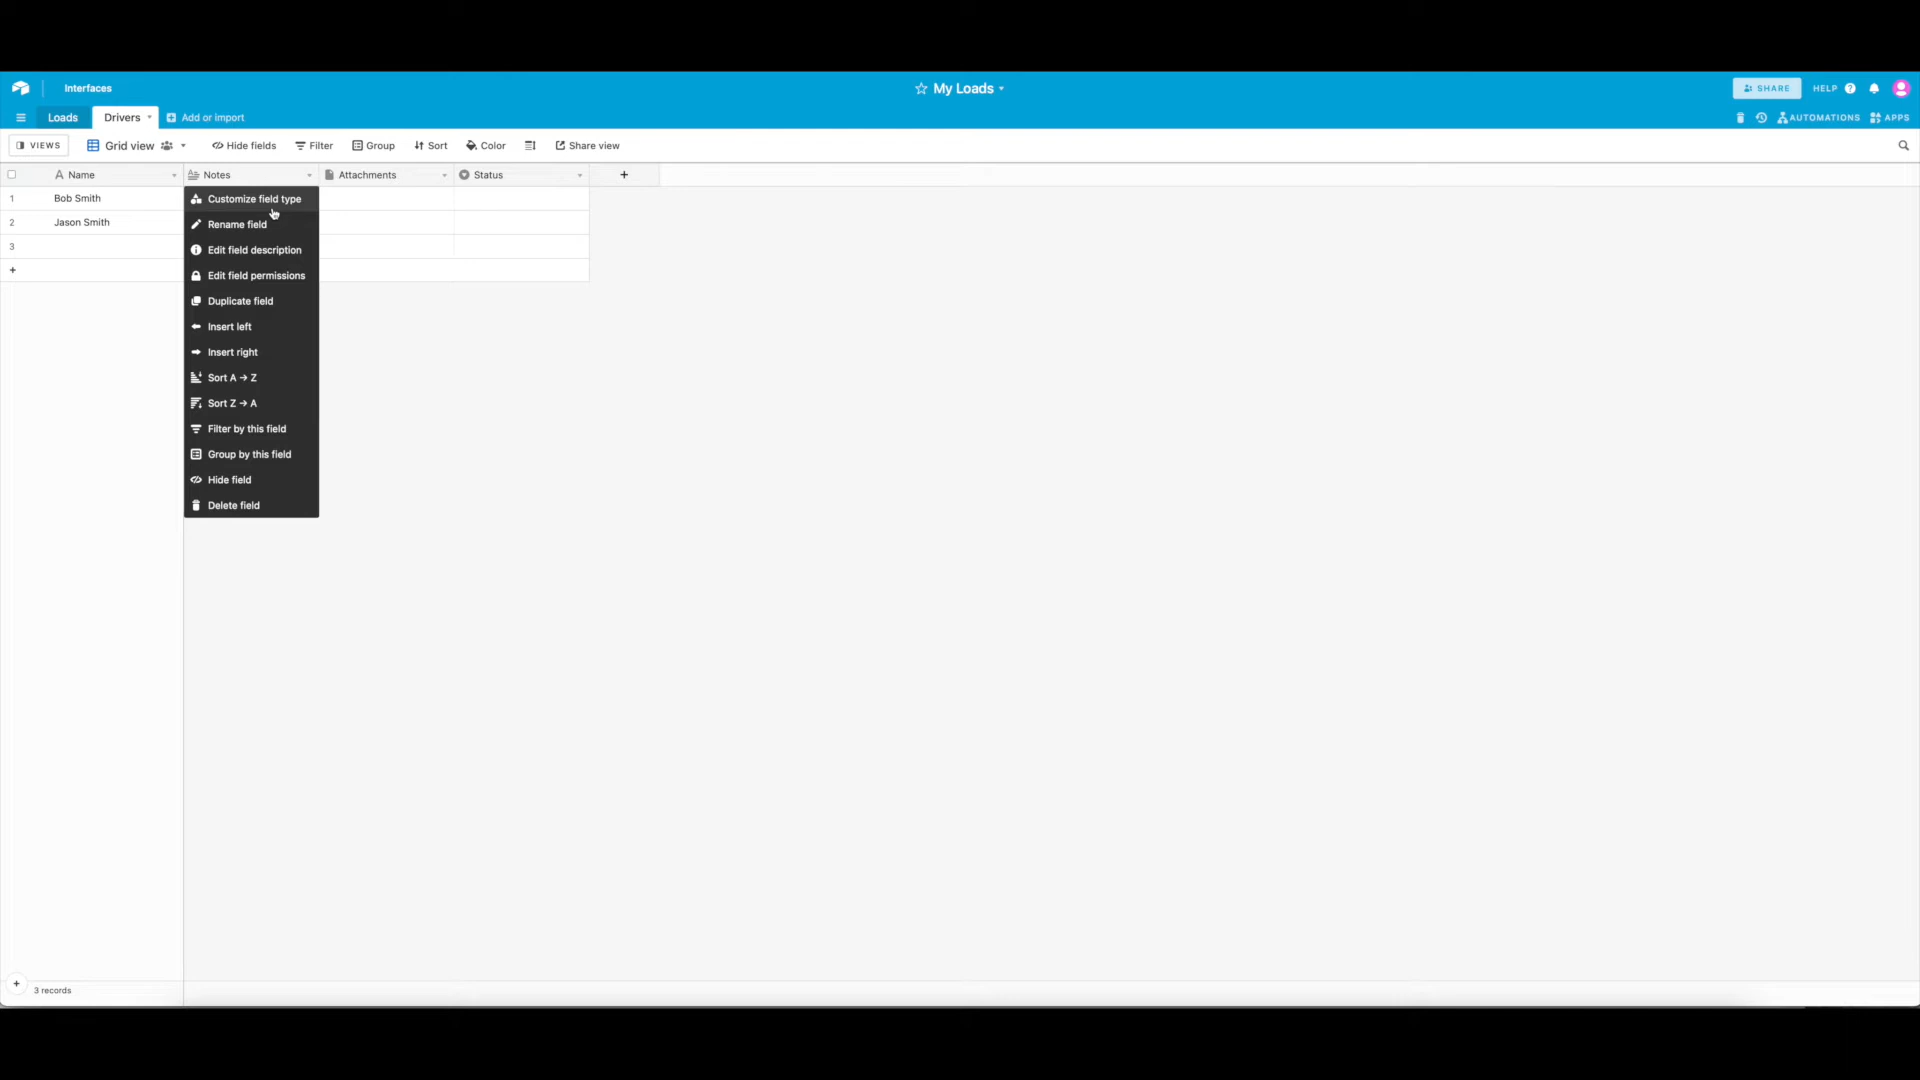 Interfaces
My Loads
SHARE
HELP
Loads
Drivers
Add or import
AUTOMATIONS
APPS
VIEWS
Grid view
Hide fields
Filter
Group
Sort
Color
Share view
Name
Notes
Attachments
Status
1 Bob Smith
2 Jason Smith
3
Customize field type
Rename field
Edit field description
Edit field permissions
Duplicate field
Insert left
Insert right
Sort A → Z
Sort Z → A
Filter by this field
Group by this field
Hide field
Delete field
3 records